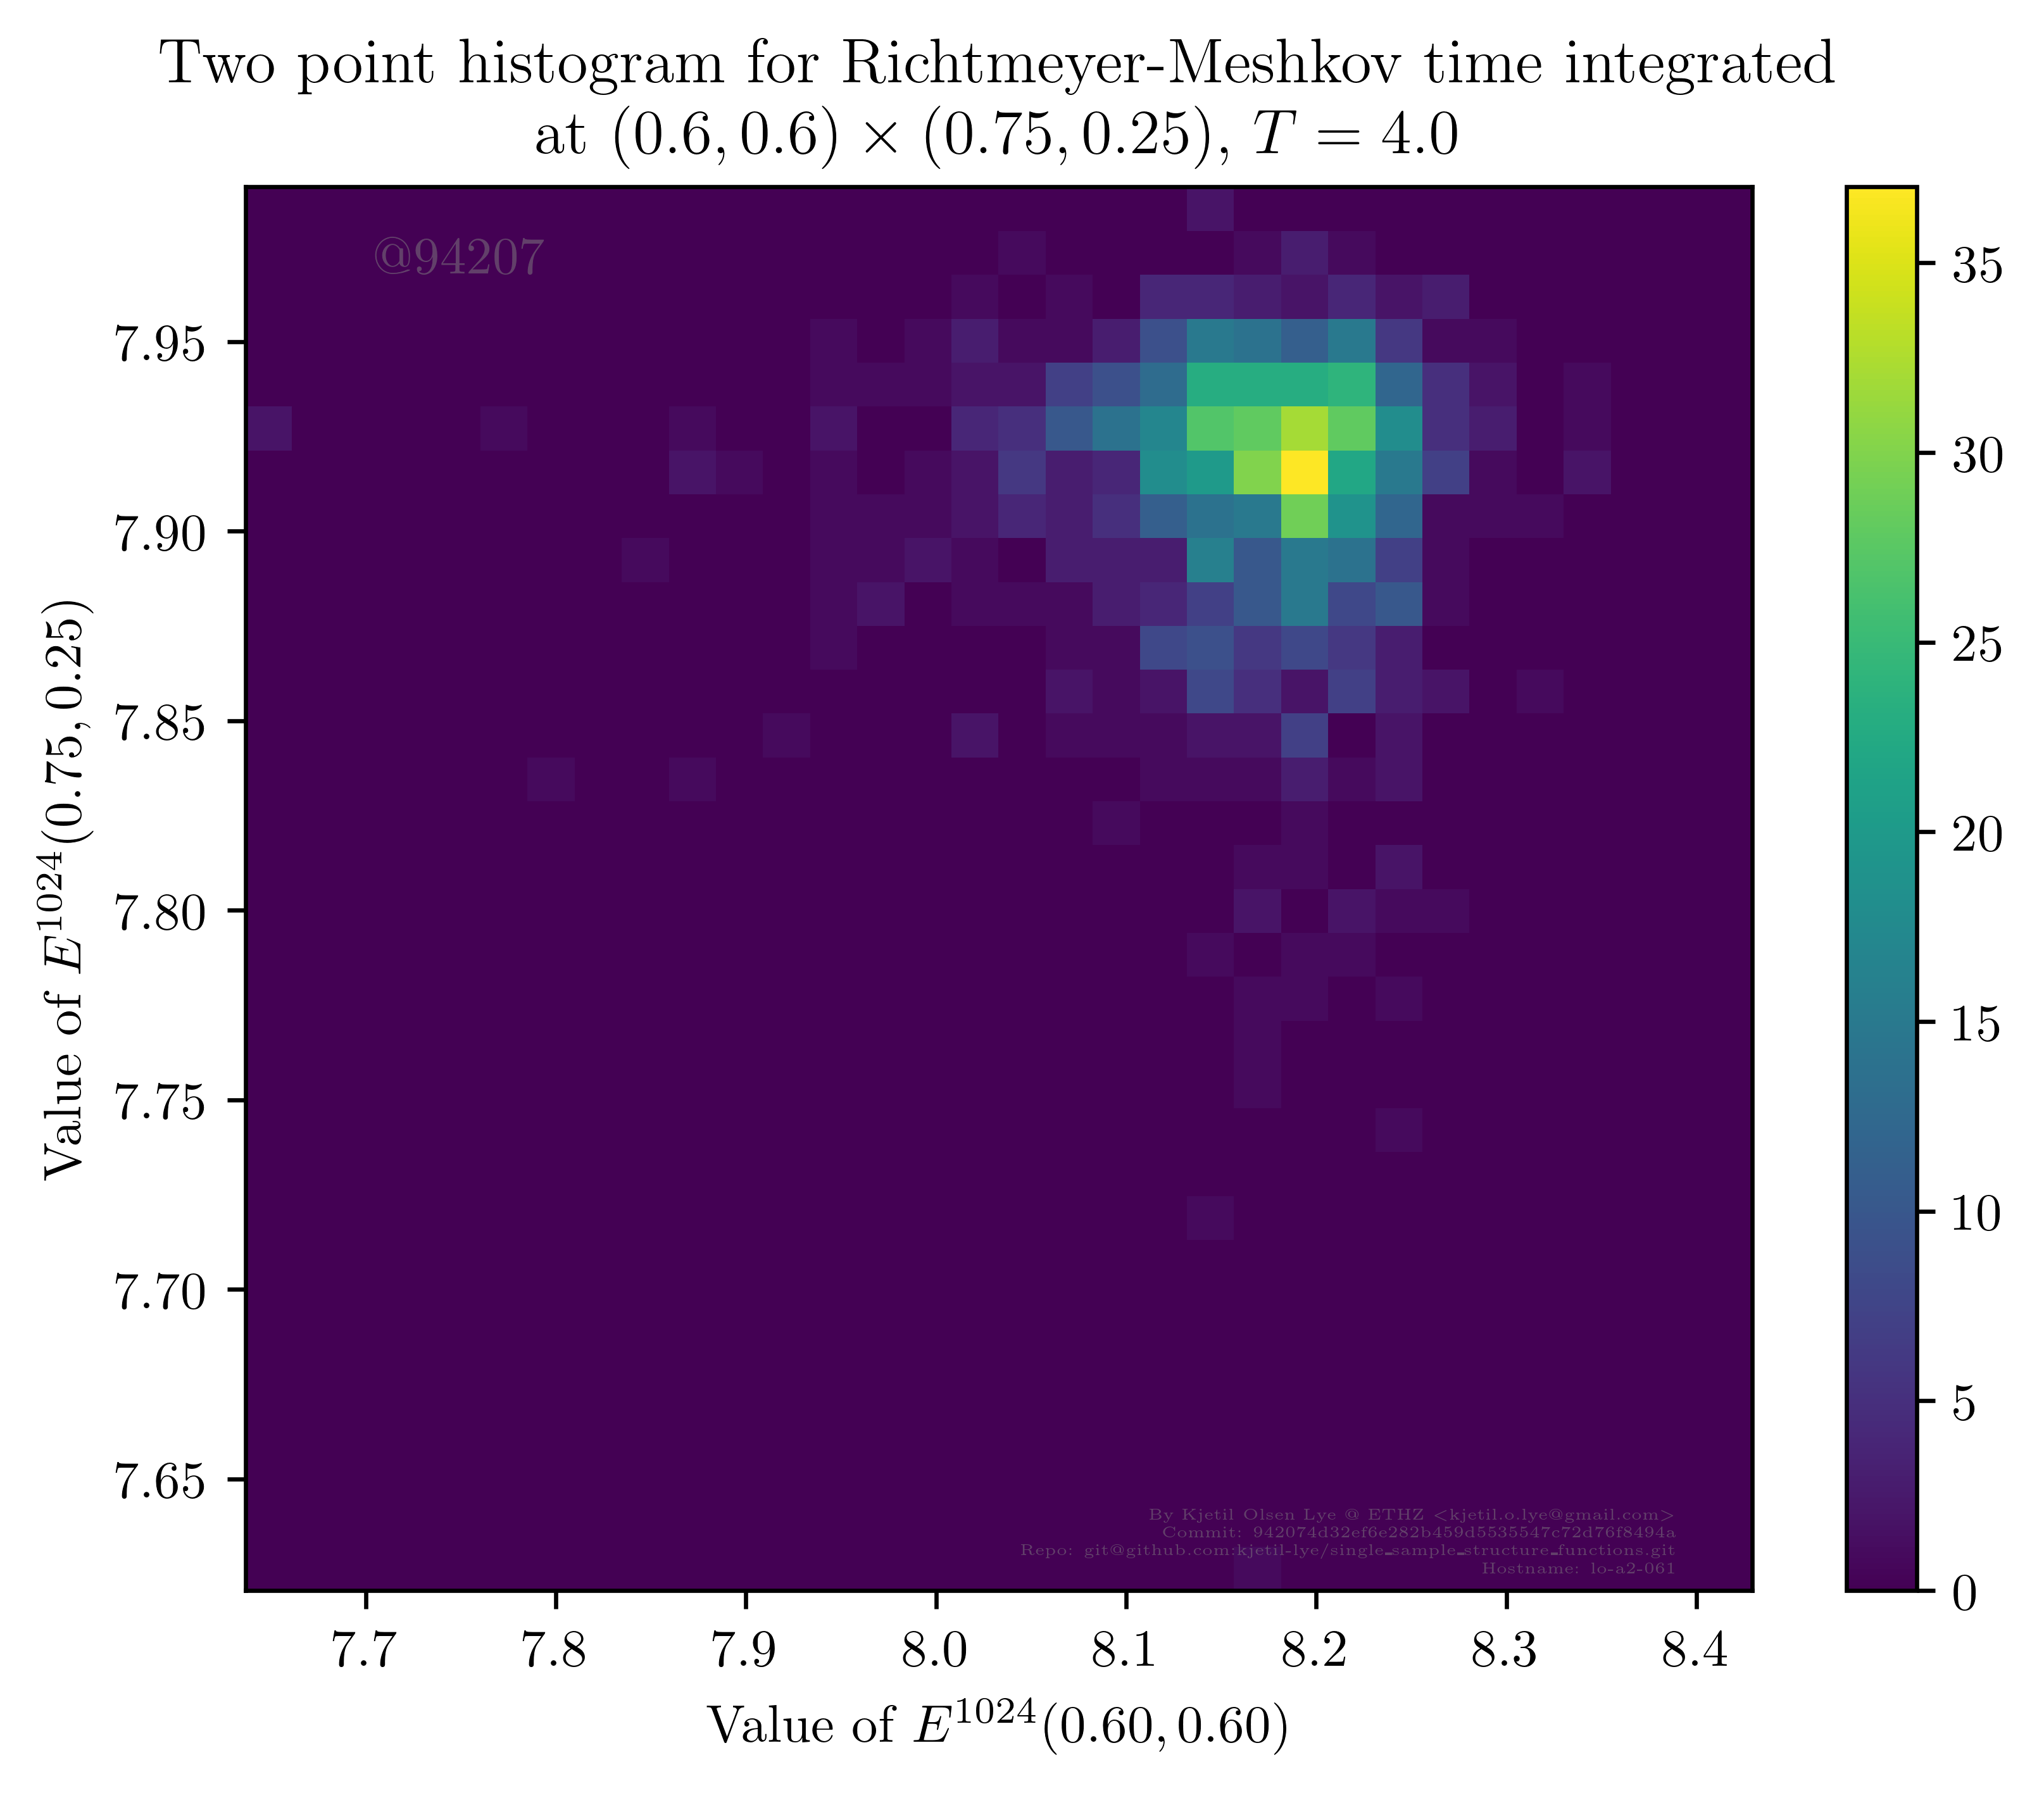 Two point histogram for Richtmeyer-Meshkov time integrated
at (0.6, 0.6) × (0.75, 0.25), T = 4.0
@94207
35
30
25
20
15
10
5
0
7.95
7.90
7.85
7.80
7.75
7.70
7.65
Value of E^1024(0.75, 0.25)
By Kjetil Olsen Lye @ ETHZ <kjetil.o.lye@gmail.com>
Commit: 942074d32ef6e282b459d5535547c72d76f8494a
Repo: git@github.com:kjetil-lye/single_sample_structure_functions.git
Hostname: lo-a2-061
7.7 7.8 7.9 8.0 8.1 8.2 8.3 8.4
Value of E^1024(0.60, 0.60)